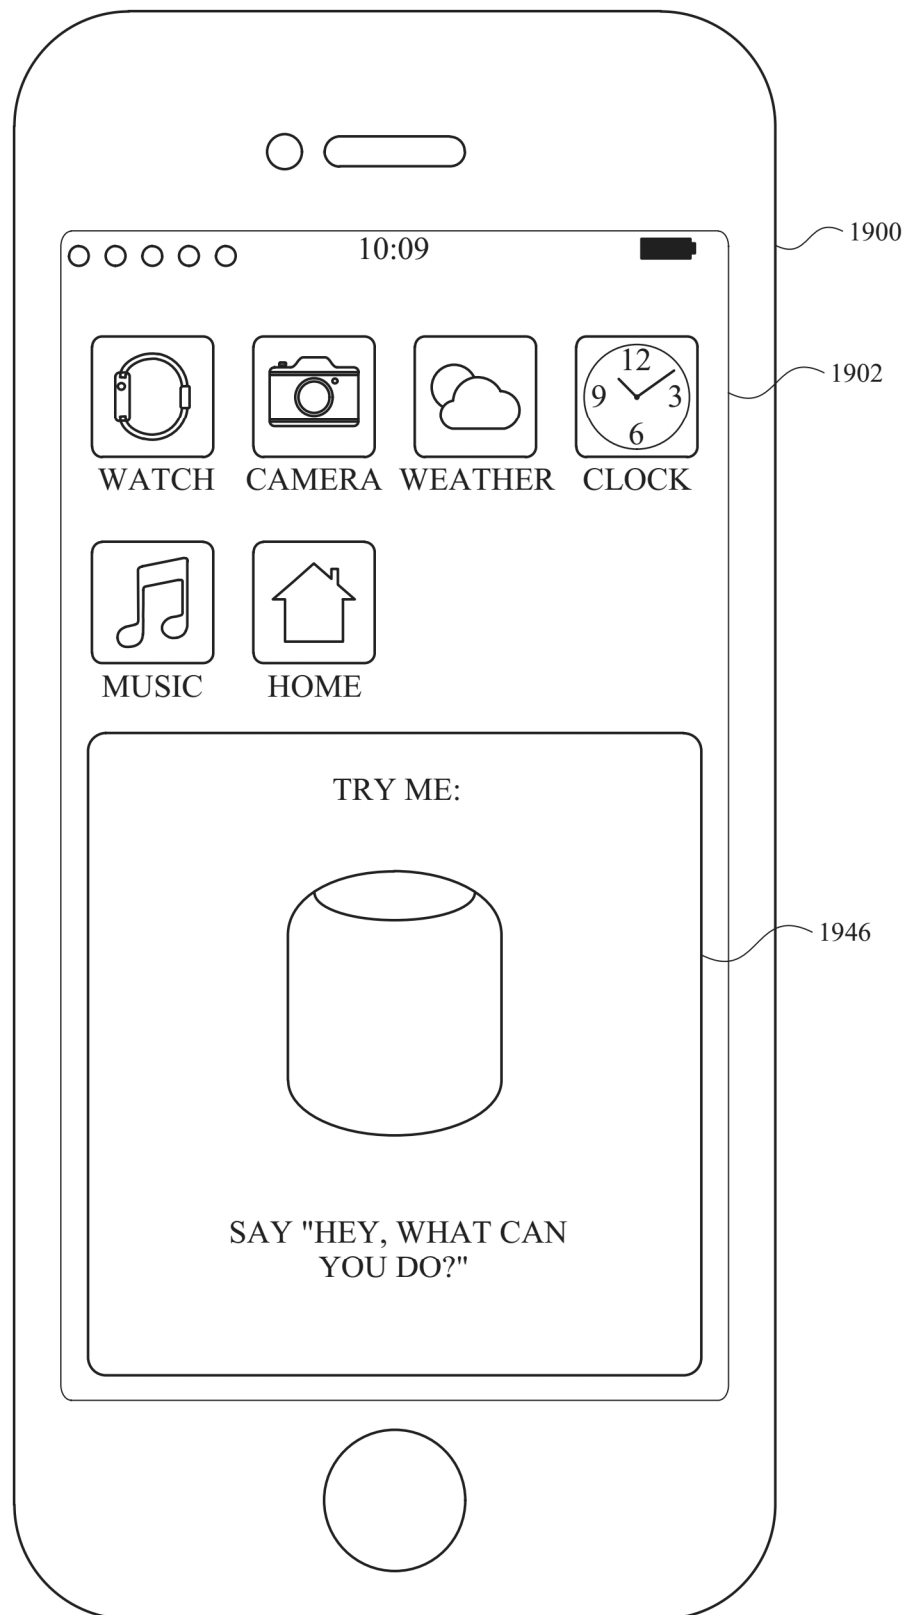 10:09
1900
1902
12
9
3
6
WATCH
CAMERA
WEATHER
CLOCK
MUSIC
HOME
TRY ME:
1946
SAY "HEY, WHAT CAN
YOU DO?"